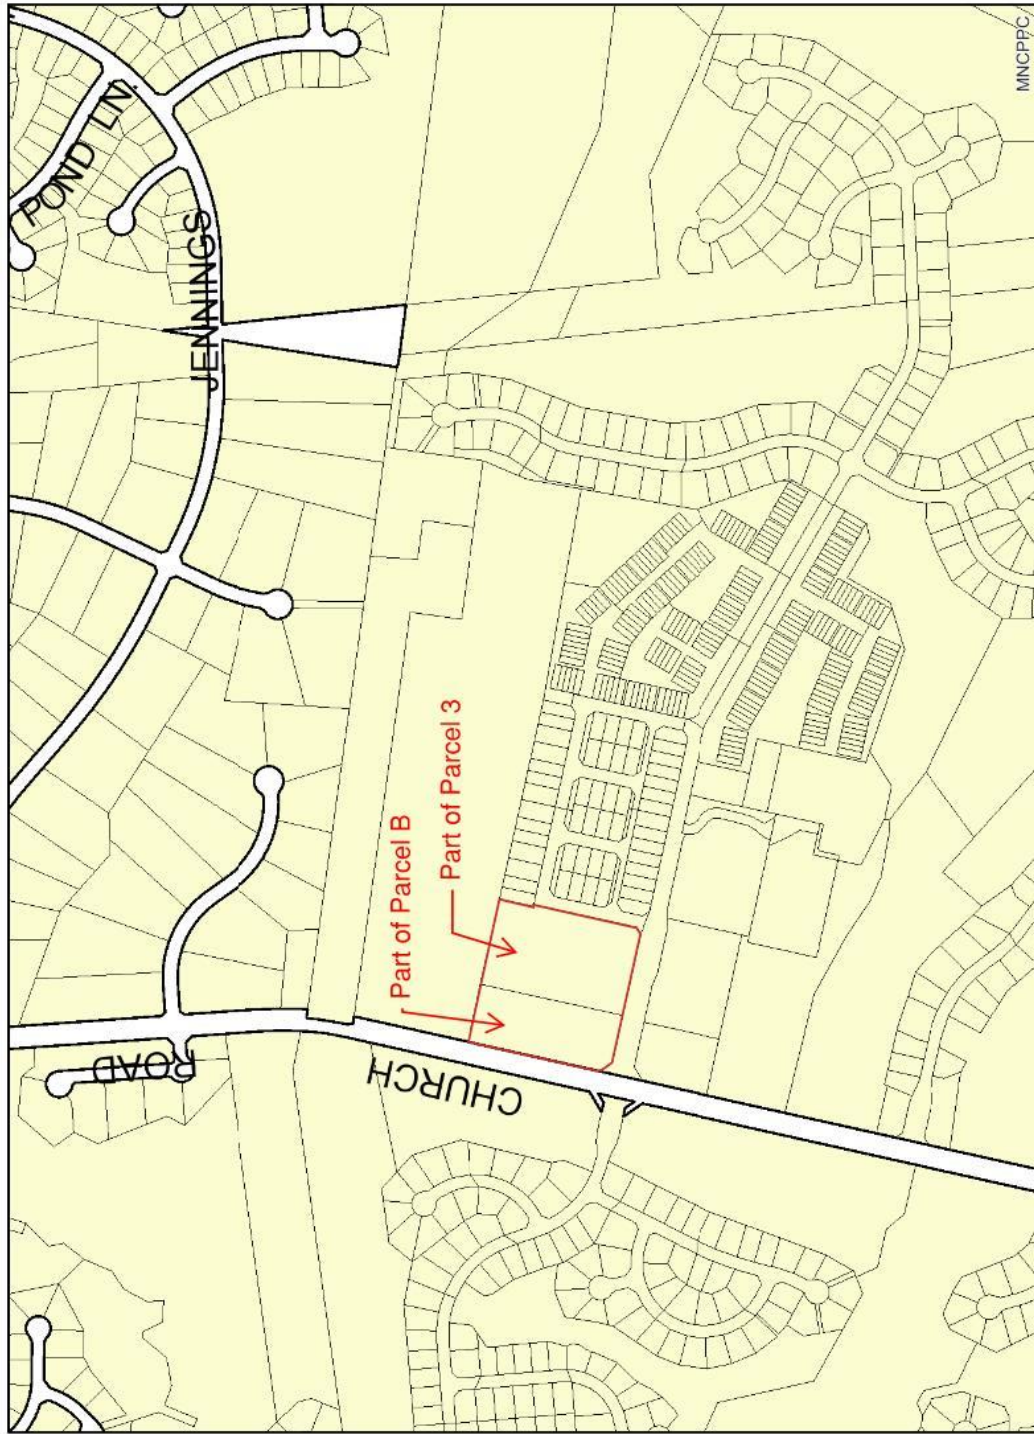 POND LN
JENNINGS
ROAD
CHURCH
Part of Parcel B
Part of Parcel 3
MNCPPC